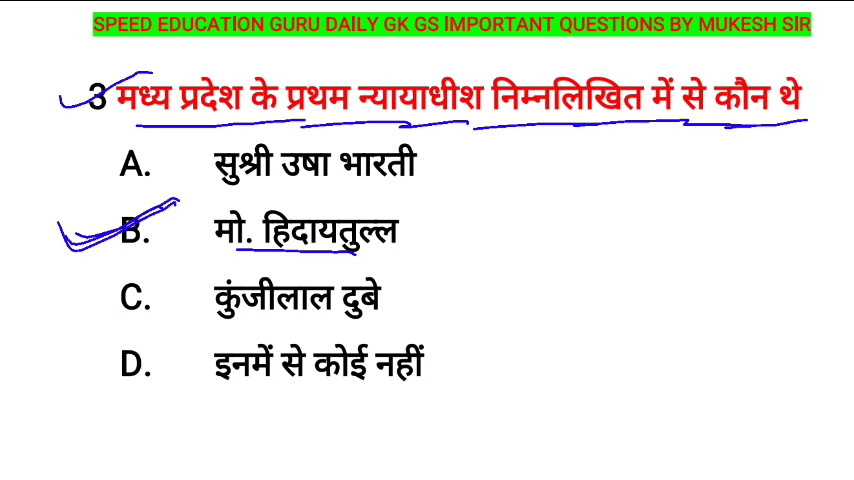 SPEED EDUCATION GURU DAILY GK GS IMPORTANT QUESTIONS BY MUKESH SIR
3 मध्य प्रदेश के प्रथम न्यायाधीश निम्नलिखित में से कौन थे
A. सुश्री उषा भारती
B. मो. हिदायतुल्ल
C. कुंजीलाल दुबे
D. इनमें से कोई नहीं